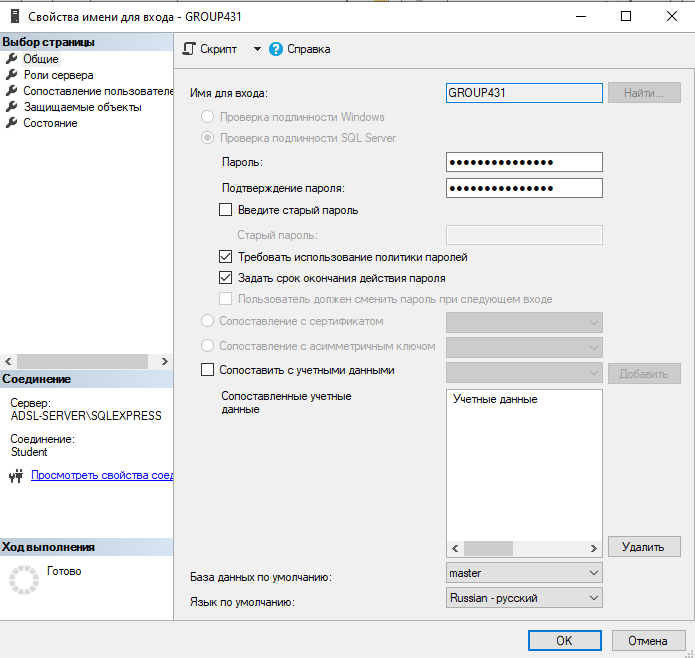 Свойства имени для входа - GROUP431
Выбор страницы
Общие
Роли сервера
Сопоставление пользователе
Защищаемые объекты
Состояние
Скрипт
Справка
Имя для входа:
GROUP431
Найти...
Проверка подлинности Windows
Проверка подлинности SQL Server
Пароль:
●●●●●●●●●●●●●●●
Подтверждение пароля:
●●●●●●●●●●●●●●●
Введите старый пароль
Старый пароль:
Требовать использование политики паролей
Задать срок окончания действия пароля
Пользователь должен сменить пароль при следующем входе
Сопоставление с сертификатом
Сопоставление с асимметричным ключом
Сопоставить с учетными данными
Добавить
Сопоставленные учетные
данные
Учетные данные
Удалить
База данных по умолчанию:
master
Язык по умолчанию:
Russian - русский
Соединение
Сервер:
ADSL-SERVER\SQLEXPRESS
Соединение:
Student
Просмотреть свойства соед
Ход выполнения
Готово
OK
Отмена